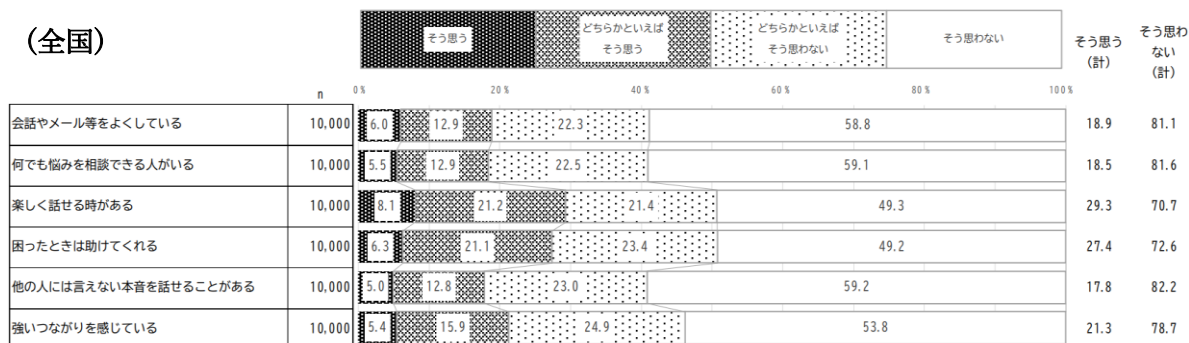 (全国)
そう思う
どちらかといえば
そう思う
どちらかといえば
そう思わない
そう思わない
そう思う
(計)
そう思わ
ない
(計)
n
0% 20% 40% 60% 80% 100%
会話やメール等をよくしている 10,000 6.0 12.9 22.3 58.8 18.9 81.1
何でも悩みを相談できる人がいる 10,000 5.5 12.9 22.5 59.1 18.5 81.6
楽しく話せる時がある 10,000 8.1 21.2 21.4 49.3 29.3 70.7
困ったときは助けてくれる 10,000 6.3 21.1 23.4 49.2 27.4 72.6
他の人には言えない本音を話せることがある 10,000 5.0 12.8 23.0 59.2 17.8 82.2
強いつながりを感じている 10,000 5.4 15.9 24.9 53.8 21.3 78.7